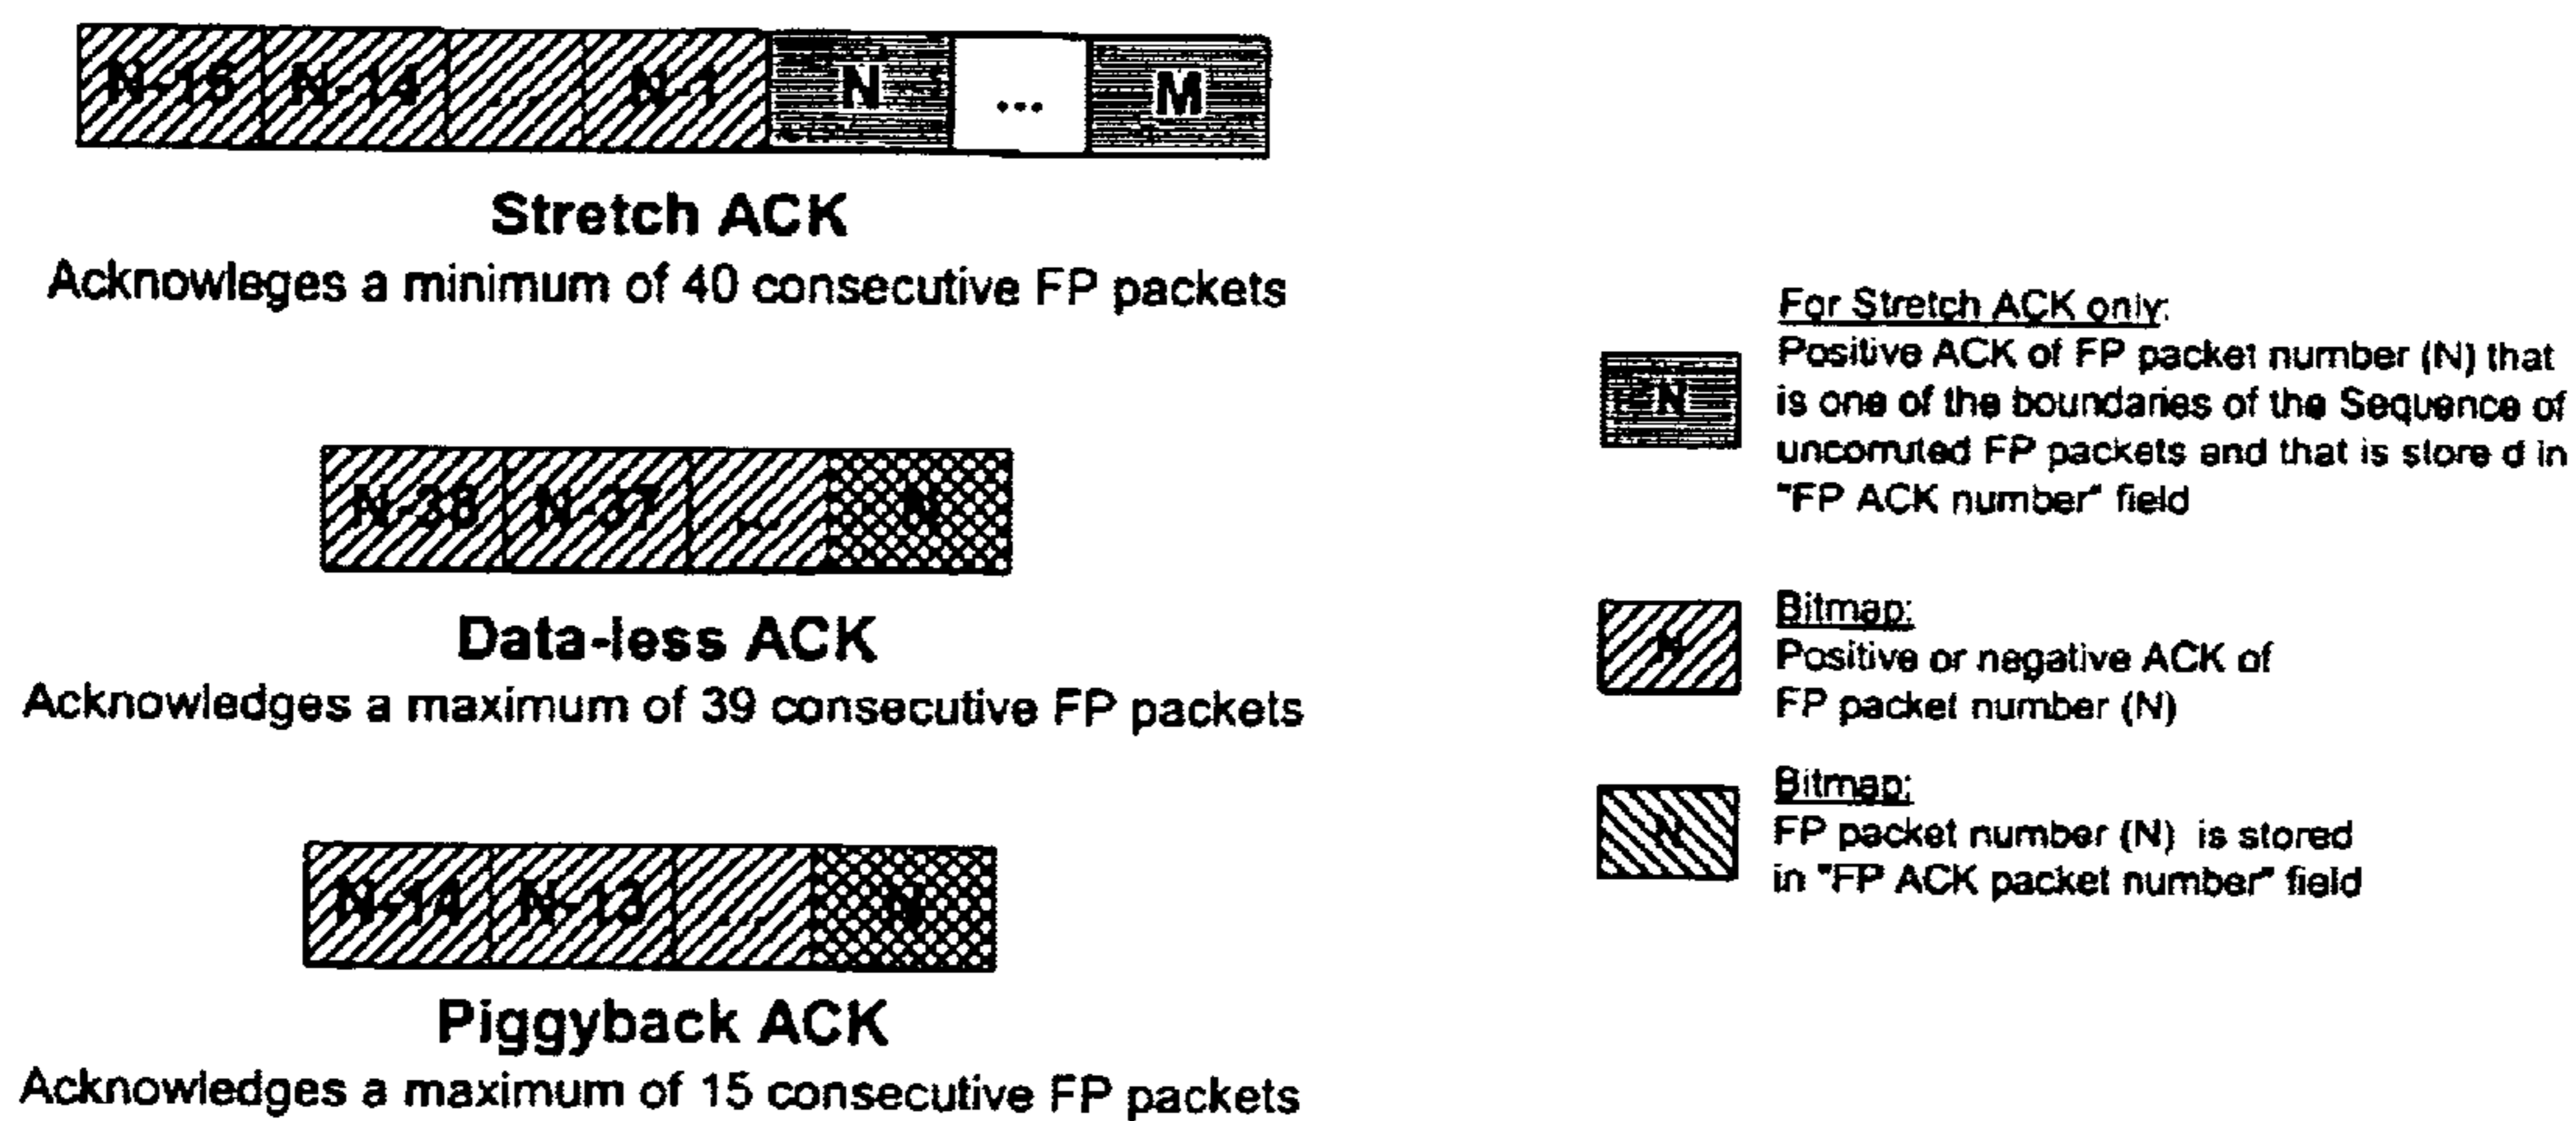 N-15 N-14 ... N-1 N ... M
Stretch ACK
Acknowleges a minimum of 40 consecutive FP packets
N-38 N-37 ... N
Data-less ACK
Acknowledges a maximum of 39 consecutive FP packets
N-14 N-13 ... N
Piggyback ACK
Acknowledges a maximum of 15 consecutive FP packets
For Stretch ACK only:
Positive ACK of FP packet number (N) that
N
is one of the boundaries of the Sequence of
uncorruted FP packets and that is store d in
"FP ACK number" field
Bitmap:
N
Positive or negative ACK of
FP packet number (N)
Bitmap:
N
FP packet number (N) is stored
in "FP ACK packet number" field